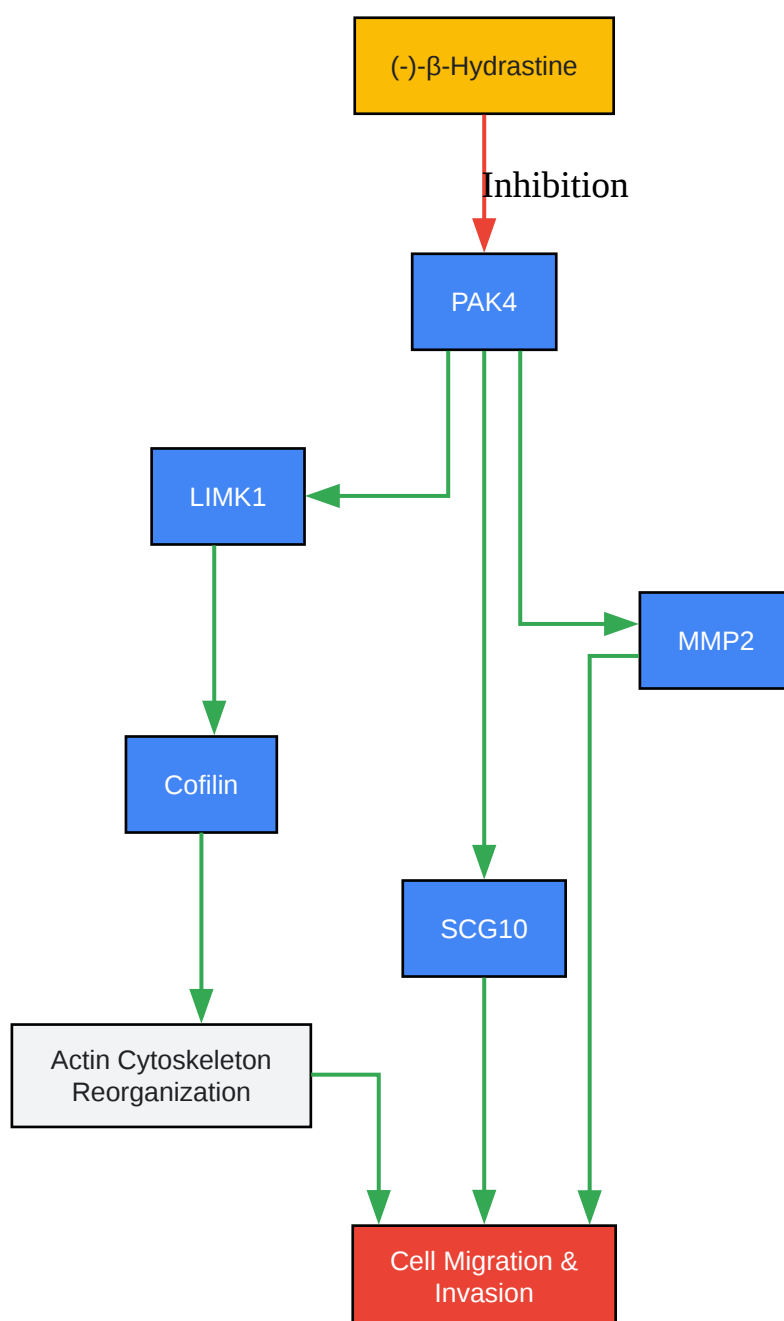 (-)-β-Hydrastine
Inhibition
PAK4
LIMK1
MMP2
Cofilin
SCG10
Actin Cytoskeleton
Reorganization
Cell Migration &
Invasion